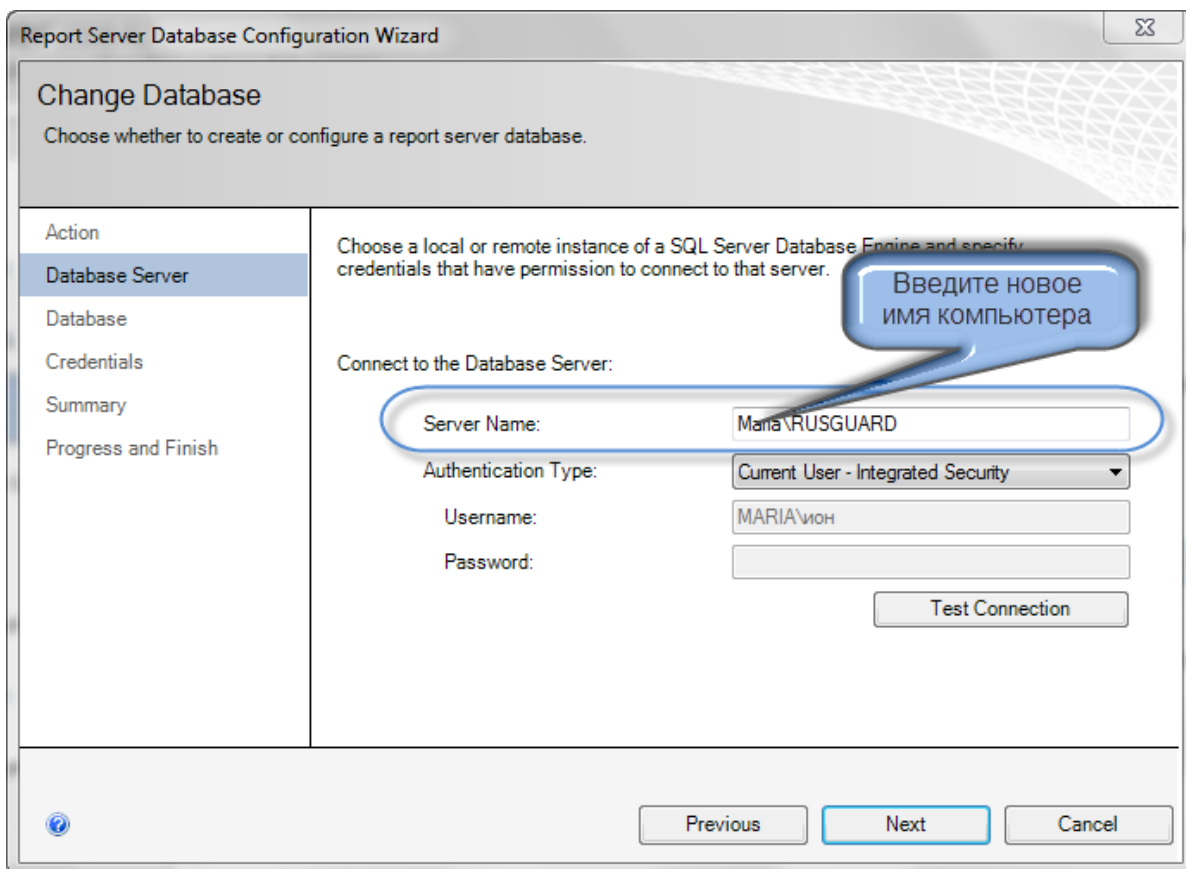 Report Server Database Configuration Wizard
Change Database
Choose whether to create or configure a report server database.
Action
Database Server
Database
Credentials
Summary
Progress and Finish
Choose a local or remote instance of a SQL Server Database Engine and specify
credentials that have permission to connect to that server.
Введите новое
имя компьютера
Connect to the Database Server:
Server Name:
Maria\RUSGUARD
Authentication Type:
Current User - Integrated Security
Username:
MARIA\ион
Password:
Test Connection
Previous
Next
Cancel